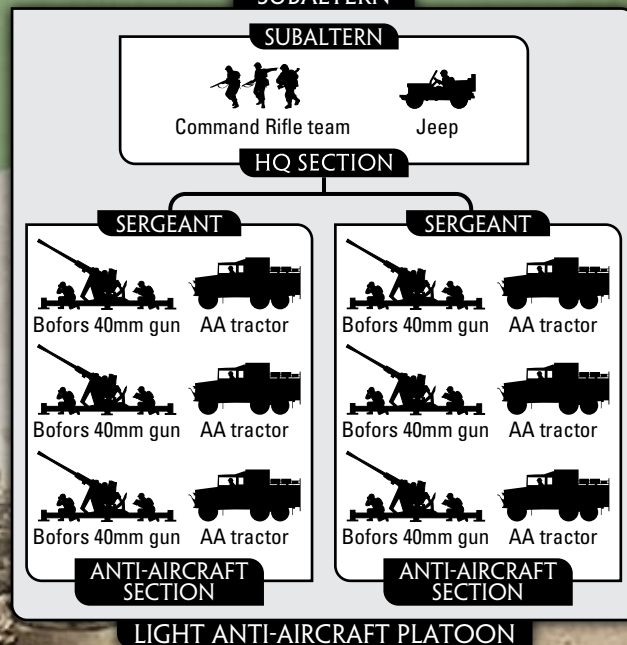 SUBALTERN
SUBALTERN
Command Rifle team Jeep
HQ SECTION
SERGEANT SERGEANT
Bofors 40mm gun AA tractor Bofors 40mm gun AA tractor
Bofors 40mm gun AA tractor Bofors 40mm gun AA tractor
Bofors 40mm gun AA tractor Bofors 40mm gun AA tractor
ANTI-AIRCRAFT ANTI-AIRCRAFT
SECTION SECTION
LIGHT ANTI-AIRCRAFT PLATOON